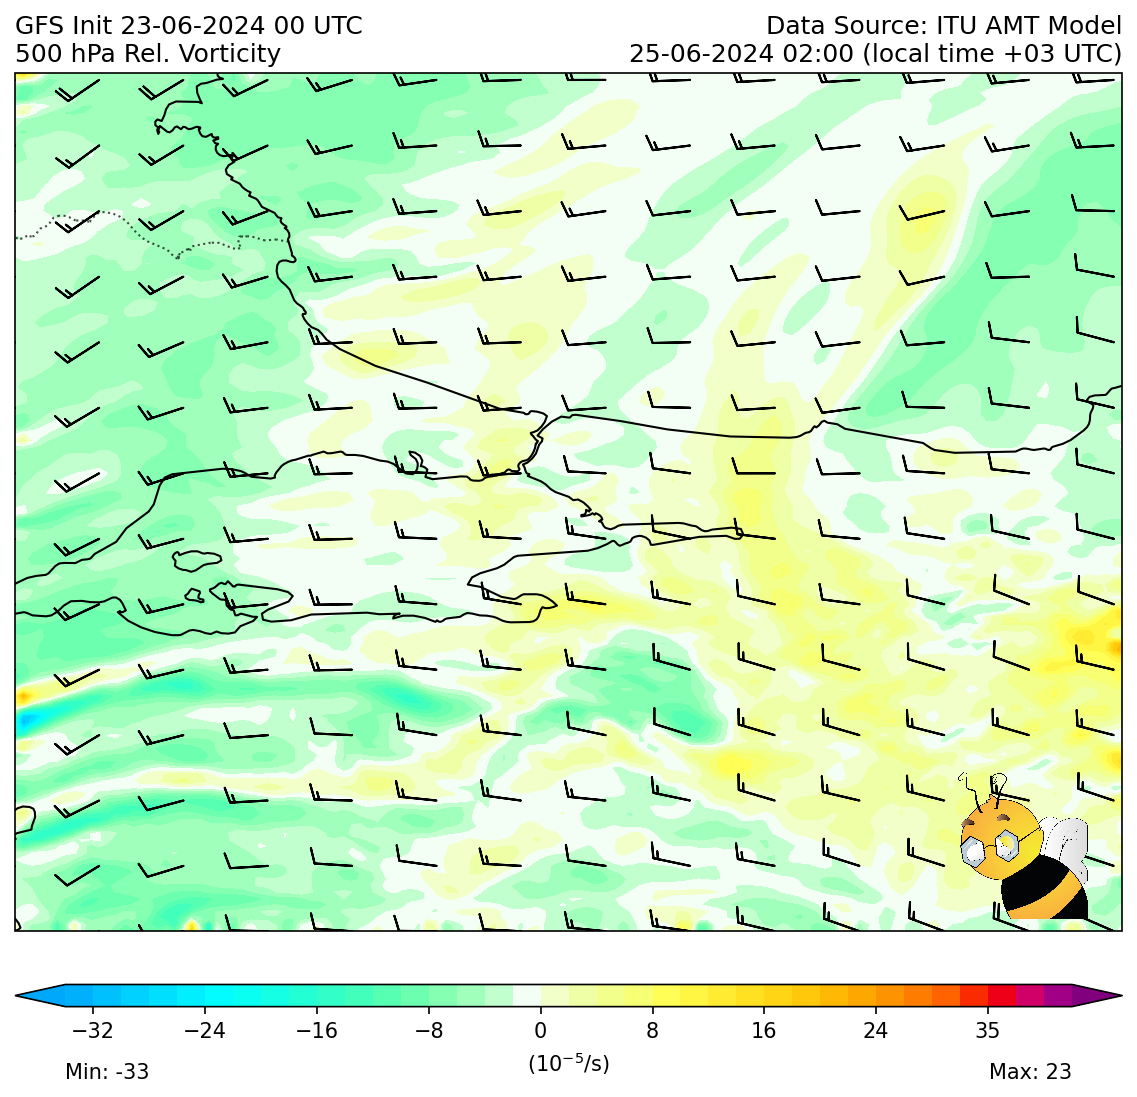 GFS Init 23-06-2024 00 UTC
Data Source: ITU AMT Model
500 hPa Rel. Vorticity
25-06-2024 02:00 (local time +03 UTC)
−32 −24 −16 −8 0 8 16 24 35
(10⁻⁵/s)
Min: -33
Max: 23